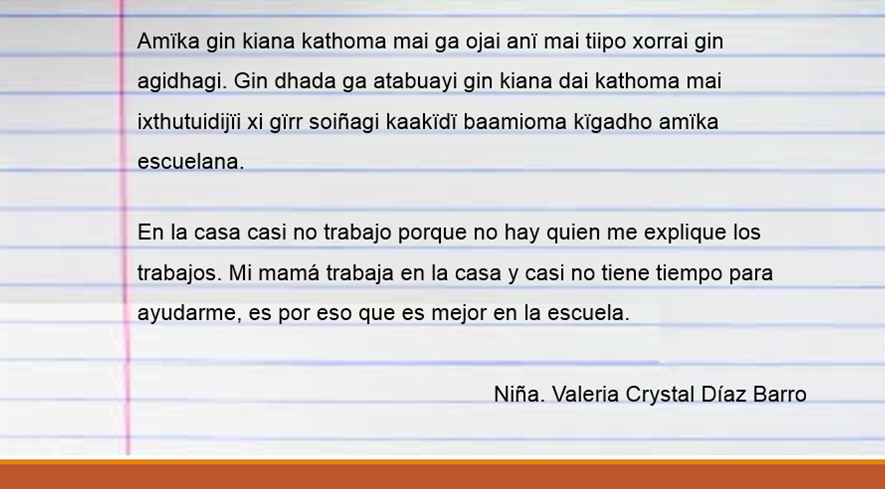 Amïka gin kiana kathoma mai ga ojai anï mai tiipo xorrai gin
agidhagi. Gin dhada ga atabuayi gin kiana dai kathoma mai
ixthutuidijïi xi gïrr soiñagi kaakïdï baamioma kïgadho amïka
escuelana.
En la casa casi no trabajo porque no hay quien me explique los
trabajos. Mi mamá trabaja en la casa y casi no tiene tiempo para
ayudarme, es por eso que es mejor en la escuela.
Niña. Valeria Crystal Díaz Barro